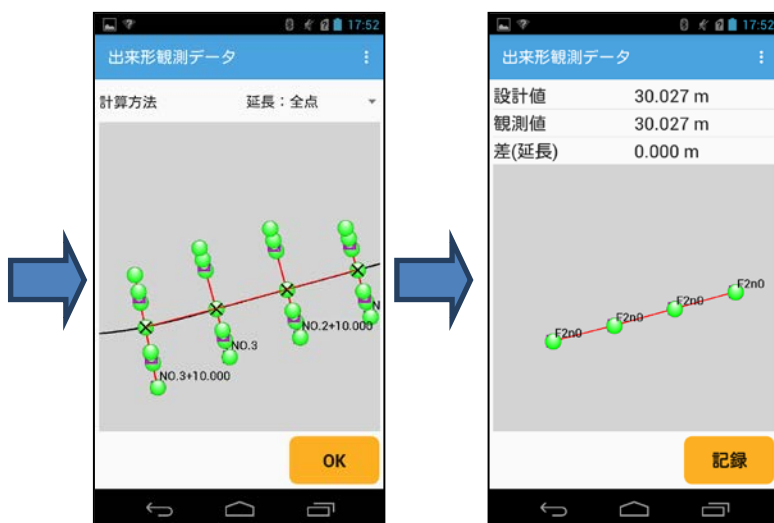 17:52
出来形観測データ
計算方法 延長：全点
N
NO.2+10.000
NO.3
NO.3+10.000
OK
17:52
出来形観測データ
設計値 30.027 m
観測値 30.027 m
差(延長) 0.000 m
F2n0
F2n0
F2n0
F2n0
記録